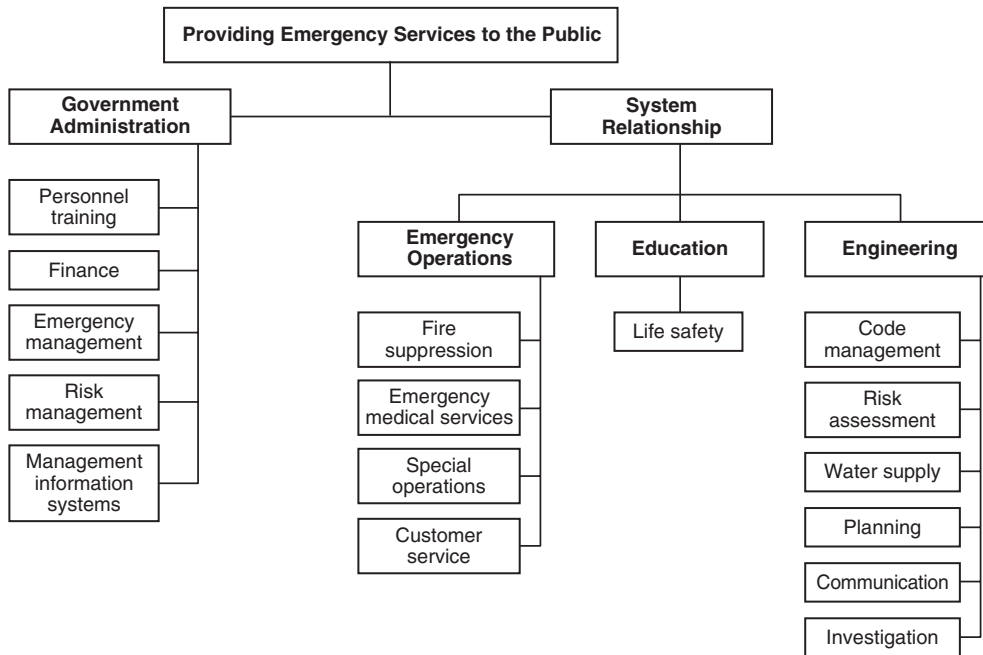 Providing Emergency Services to the Public
Government
Administration
System
Relationship
Personnel
training
Finance
Emergency
management
Risk
management
Management
information
systems
Emergency
Operations
Fire
suppression
Emergency
medical services
Special
operations
Customer
service
Education
Life safety
Engineering
Code
management
Risk
assessment
Water supply
Planning
Communication
Investigation